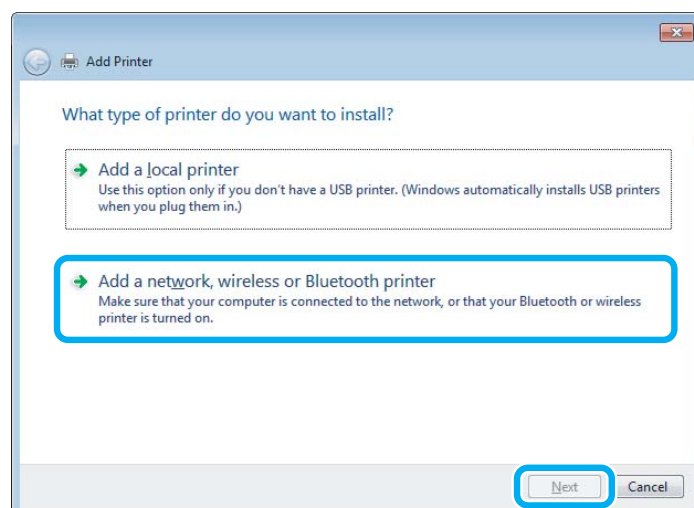 Add Printer
What type of printer do you want to install?
Add a local printer
Use this option only if you don't have a USB printer. (Windows automatically installs USB printers
when you plug them in.)
Add a network, wireless or Bluetooth printer
Make sure that your computer is connected to the network, or that your Bluetooth or wireless
printer is turned on.
Next Cancel